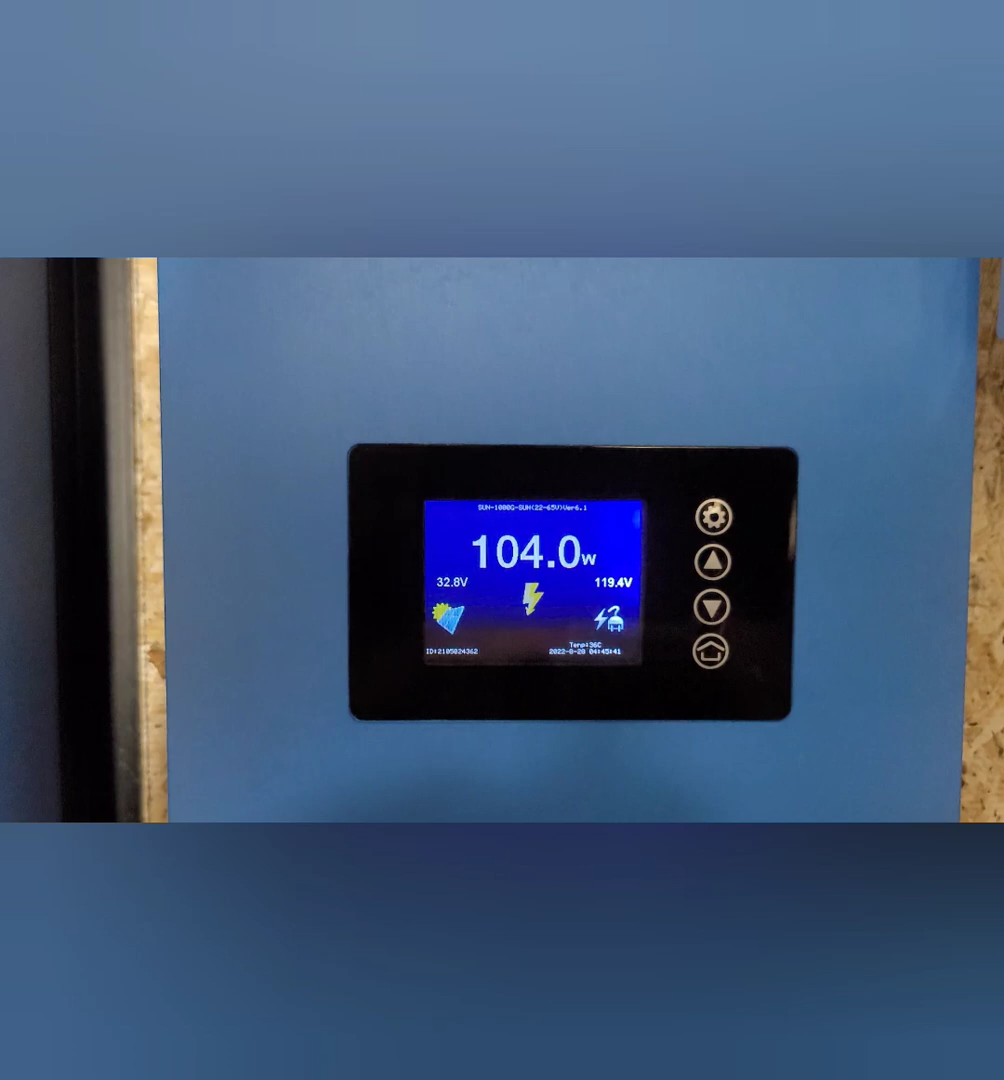 SUN-1000G-SUN(22-65V)Ver6.1
104.0W
32.8V
119.4V
Temp:36C
ID:2105024362
2022-8-28 04:45:41